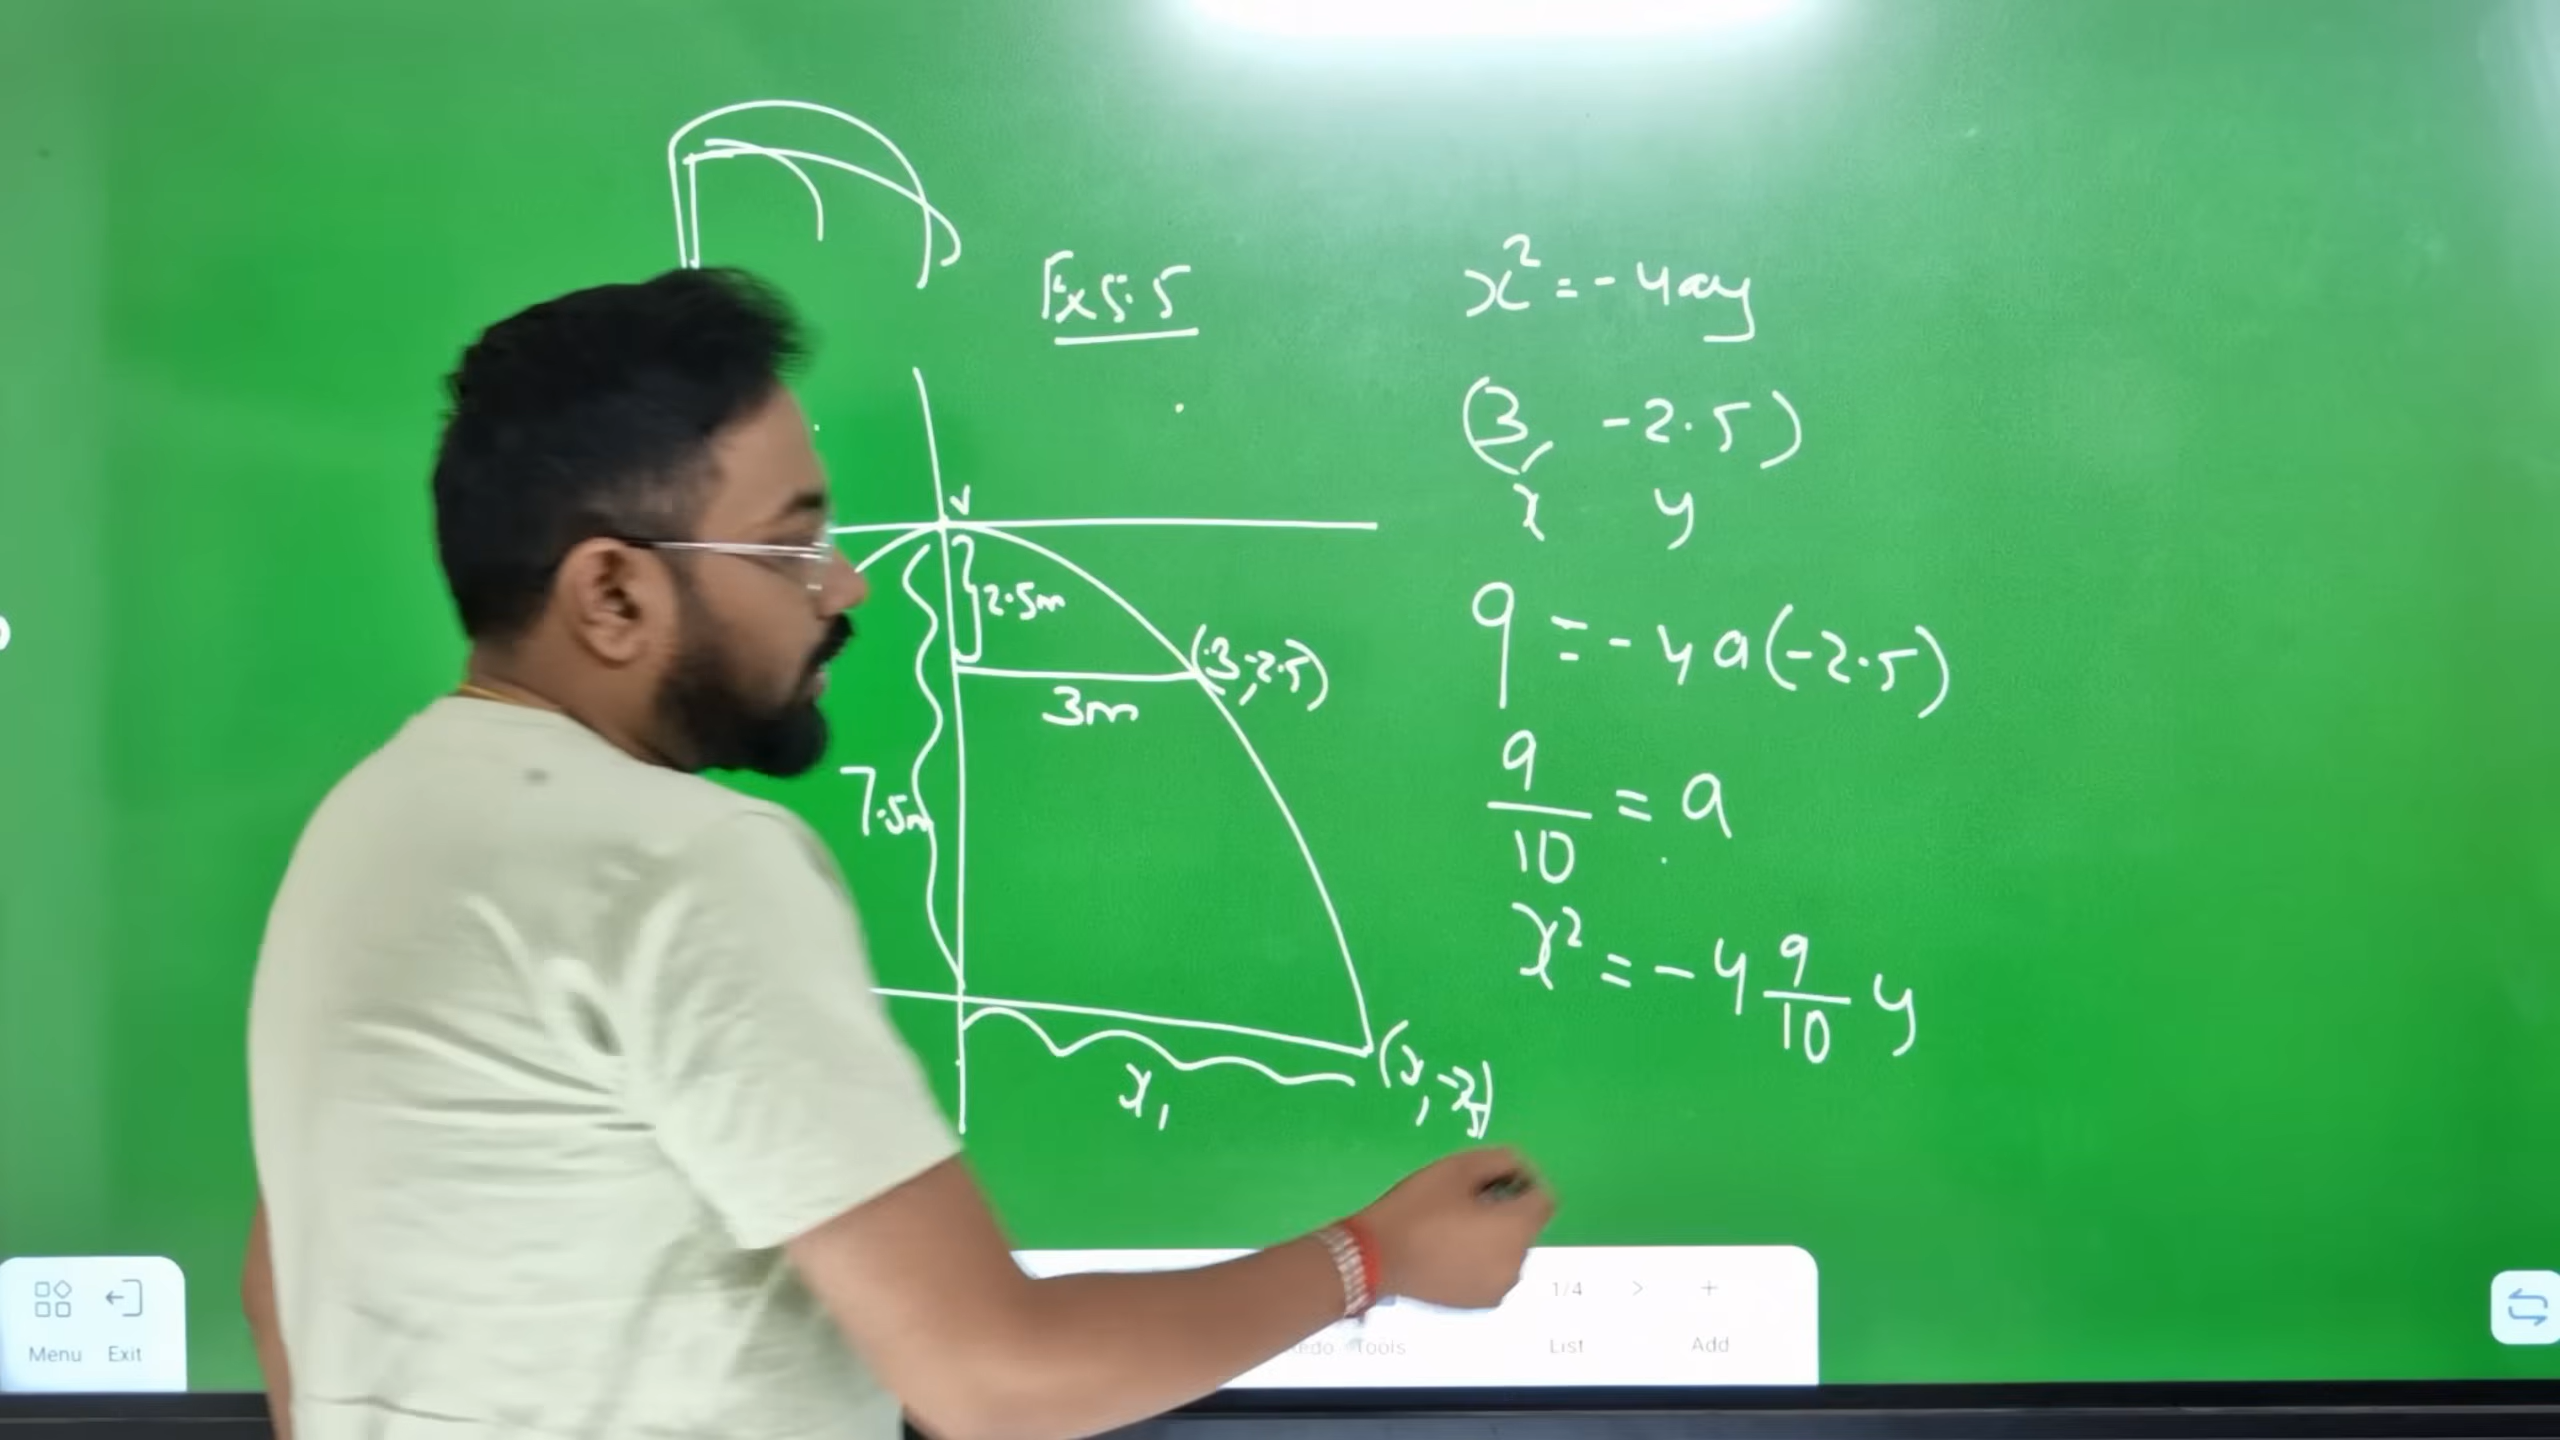 Ex 5.5
V
2.5m
(3, -2.5)
3m
7.5m
x₁
x² = -4ay
(3, -2.5)
x y
9 = -4a(-2.5)
9/10 = a
x² = -4 9/10 y
Menu Exit
Tools
1/4 > +
List Add